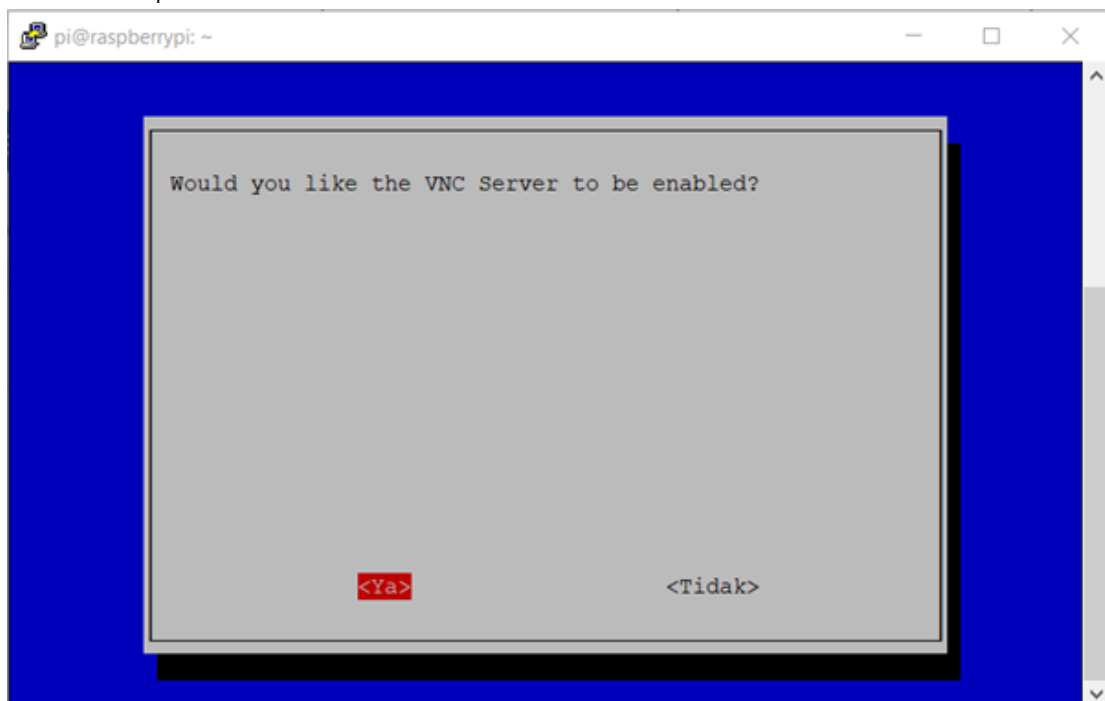 pi@raspberrypi: ~
Would you like the VNC Server to be enabled?
<Ya> <Tidak>